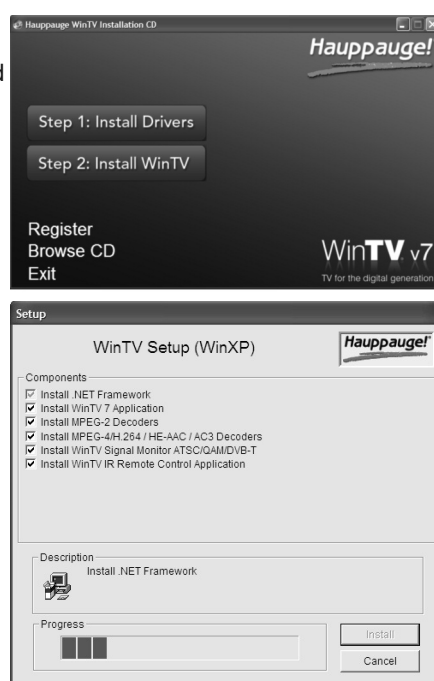 Hauppauge WinTV Installation CD
Hauppauge!
d
Step 1: Install Drivers
Step 2: Install WinTV
Register
Browse CD
Exit
WinTV v7
TV for the digital generation
Setup
WinTV Setup (WinXP)
Hauppauge!
Components
Install .NET Framework
Install WinTV 7 Application
Install MPEG-2 Decoders
Install MPEG-4/H.264 / HE-AAC / AC3 Decoders
Install WinTV Signal Monitor ATSC/QAM/DVB-T
Install WinTV IR Remote Control Application
Description
Install .NET Framework
Progress
Install
Cancel